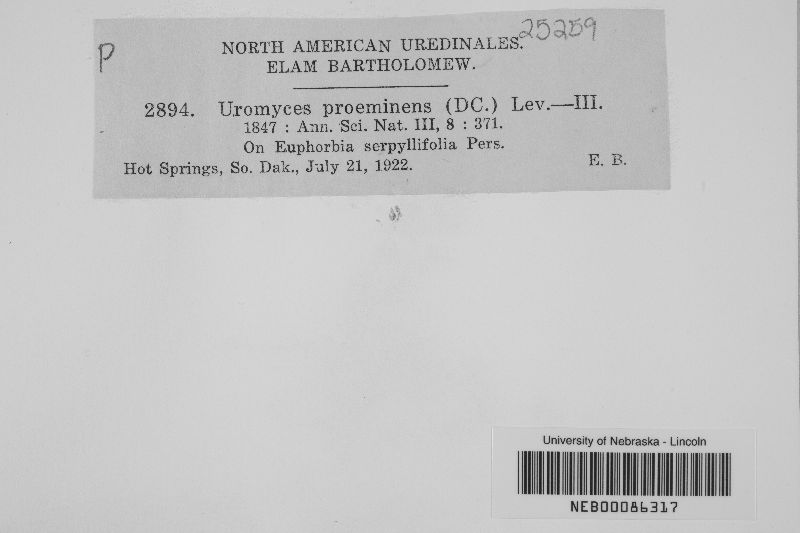 P
25259
NORTH AMERICAN UREDINALES.
ELAM BARTHOLOMEW.
2894. Uromyces proeminens (DC.) Lev.—III.
1847 : Ann. Sci. Nat. III, 8 : 371.
On Euphorbia serpyllifolia Pers.
Hot Springs, So. Dak., July 21, 1922. E. B.
University of Nebraska - Lincoln
NEB00086317